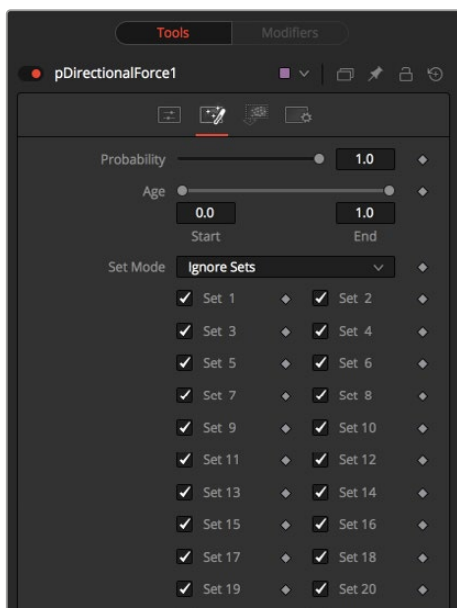 Tools Modifiers
pDirectionalForce1
Probability 1.0
Age
0.0 1.0
Start End
Set Mode Ignore Sets
Set 1 Set 2
Set 3 Set 4
Set 5 Set 6
Set 7 Set 8
Set 9 Set 10
Set 11 Set 12
Set 13 Set 14
Set 15 Set 16
Set 17 Set 18
Set 19 Set 20